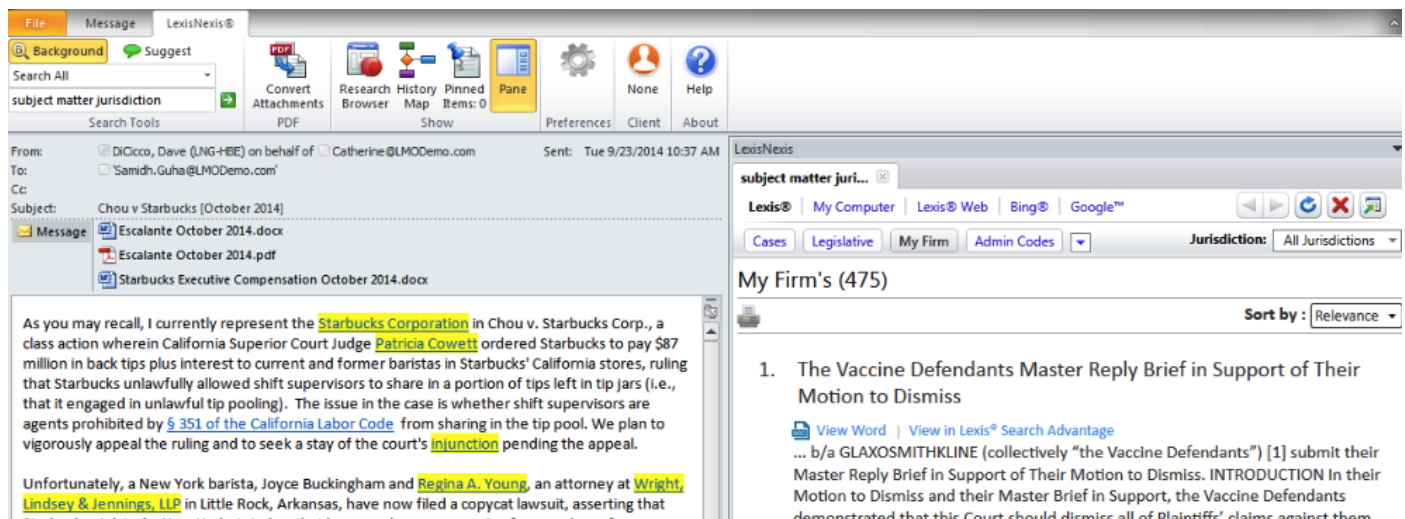 File Message LexisNexis®
Background Suggest
Search All
subject matter jurisdiction
Search Tools
Convert Attachments
PDF
Research Browser
History Map
Pinned Items: 0
Pane
Show
Preferences
None
Client
Help
About
From: DiCicco, Dave (LNG-HBE) on behalf of Catherine@LMODemo.com Sent: Tue 9/23/2014 10:37 AM
To: 'Samidh.Guha@LMODemo.com'
Cc:
Subject: Chou v Starbucks [October 2014]
Message Escalante October 2014.docx
Escalante October 2014.pdf
Starbucks Executive Compensation October 2014.docx
As you may recall, I currently represent the Starbucks Corporation in Chou v. Starbucks Corp., a
class action wherein California Superior Court Judge Patricia Cowett ordered Starbucks to pay $87
million in back tips plus interest to current and former baristas in Starbucks' California stores, ruling
that Starbucks unlawfully allowed shift supervisors to share in a portion of tips left in tip jars (i.e.,
that it engaged in unlawful tip pooling). The issue in the case is whether shift supervisors are
agents prohibited by § 351 of the California Labor Code from sharing in the tip pool. We plan to
vigorously appeal the ruling and to seek a stay of the court's injunction pending the appeal.
Unfortunately, a New York barista, Joyce Buckingham and Regina A. Young, an attorney at Wright,
Lindsey & Jennings, LLP in Little Rock, Arkansas, have now filed a copycat lawsuit, asserting that
LexisNexis
subject matter juri...
Lexis® | My Computer | Lexis® Web | Bing® | Google™
Cases Legislative My Firm Admin Codes Jurisdiction: All Jurisdictions
My Firm's (475)
Sort by : Relevance
1. The Vaccine Defendants Master Reply Brief in Support of Their
Motion to Dismiss
View Word | View in Lexis® Search Advantage
... b/a GLAXOSMITHKLINE (collectively “the Vaccine Defendants”) [1] submit their
Master Reply Brief in Support of Their Motion to Dismiss. INTRODUCTION In their
Motion to Dismiss and their Master Brief in Support, the Vaccine Defendants
demonstrated that this Court should dismiss all of Plaintiffs' claims against them